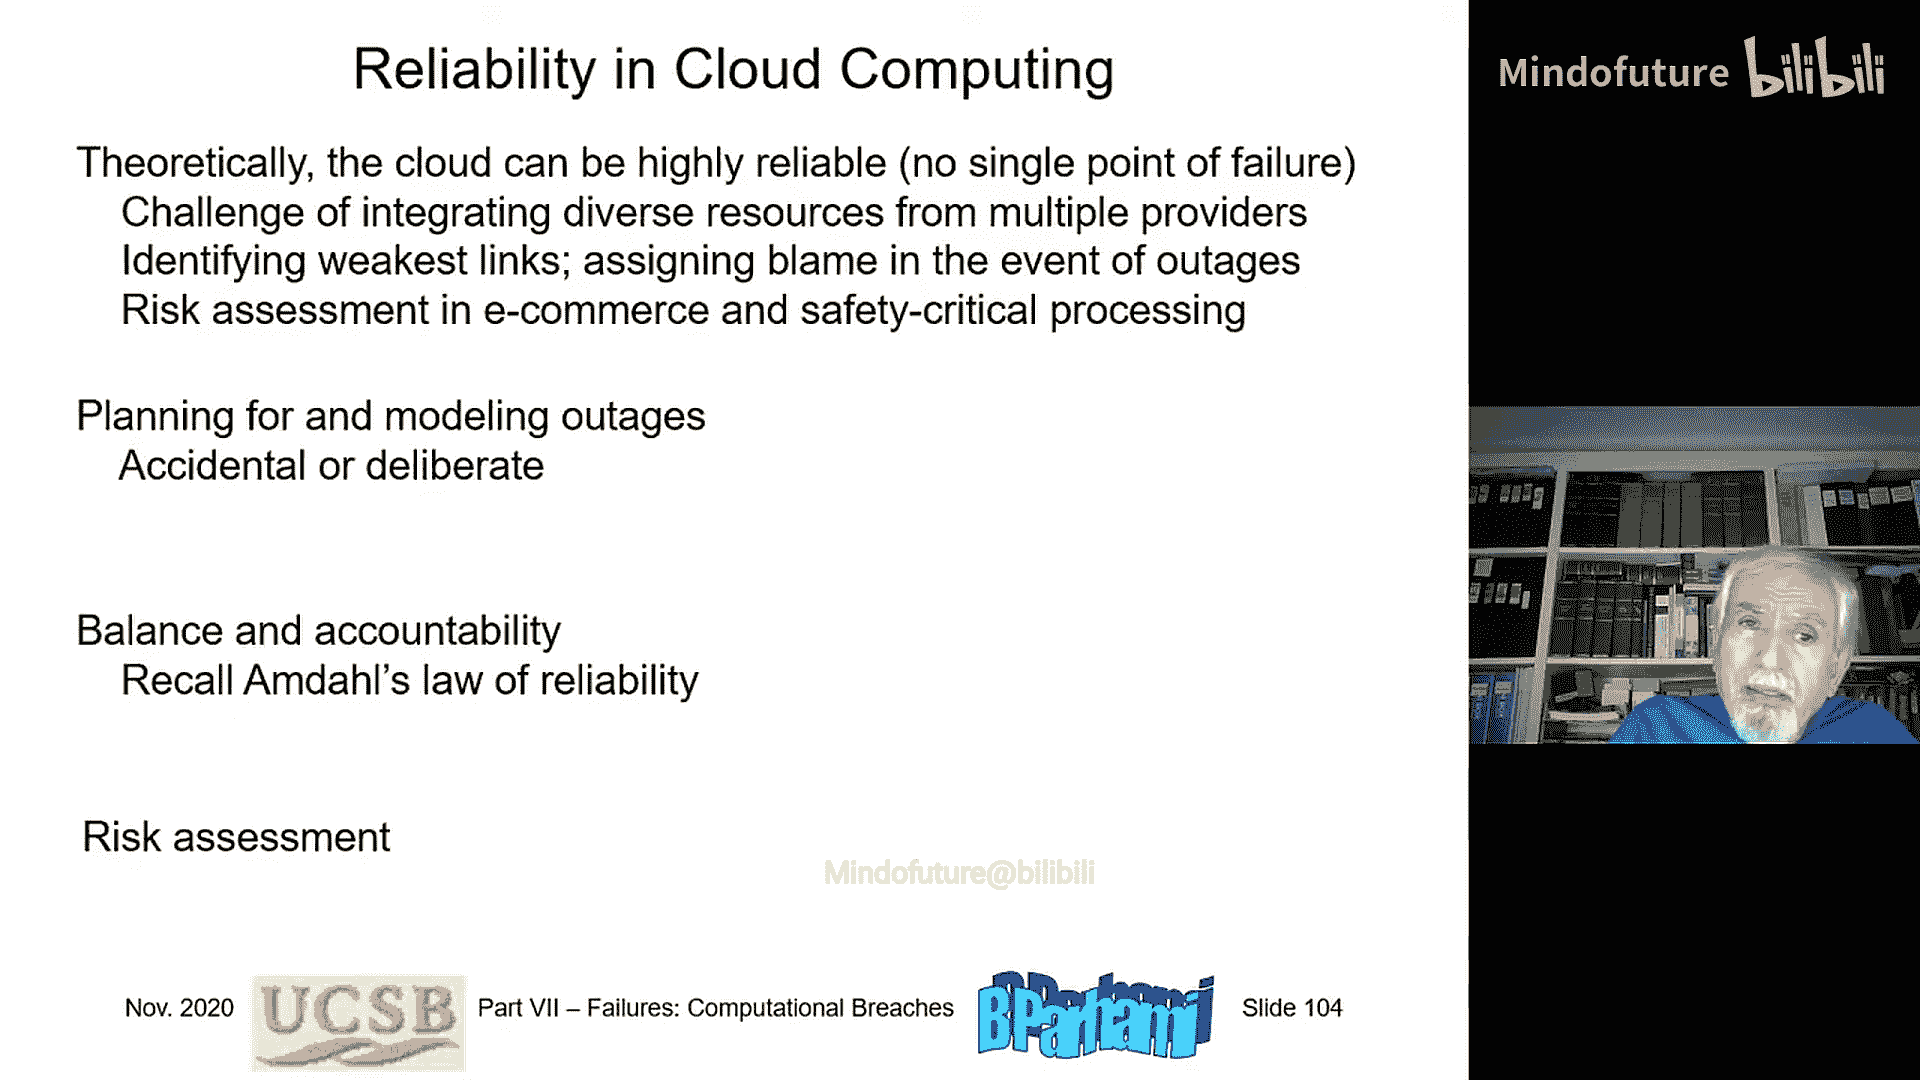 Reliability in Cloud Computing
Mindofuture bilibili
Theoretically, the cloud can be highly reliable (no single point of failure)
Challenge of integrating diverse resources from multiple providers
Identifying weakest links; assigning blame in the event of outages
Risk assessment in e-commerce and safety-critical processing
Planning for and modeling outages
Accidental or deliberate
Balance and accountability
Recall Amdahl’s law of reliability
Risk assessment
Mindofuture@bilibili
Nov. 2020
UCSB
Part VII – Failures: Computational Breaches
B Parhami
Slide 104